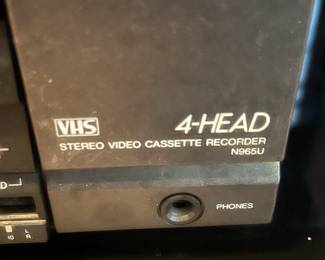 VHS 4-HEAD
STEREO VIDEO CASSETTE RECORDER
N965U
D
PHONES
L
R